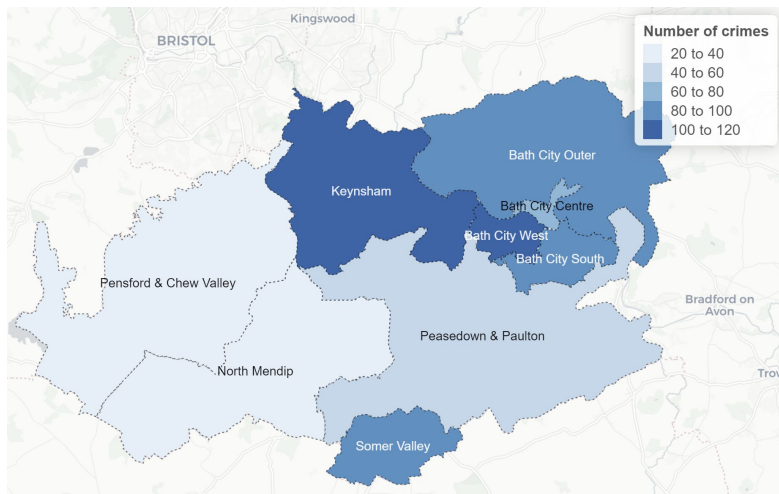 Kingswood
BRISTOL
Number of crimes
20 to 40
40 to 60
60 to 80
80 to 100
100 to 120
Bath City Outer
Keynsham
Bath City Centre
Bath City West
Bath City South
Pensford & Chew Valley
Bradford on
Avon
Peasedown & Paulton
North Mendip
Trov
Somer Valley